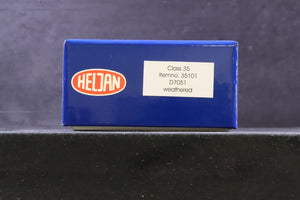 HELJAN
Class 35
Itemno. 35101
D7051
weathered